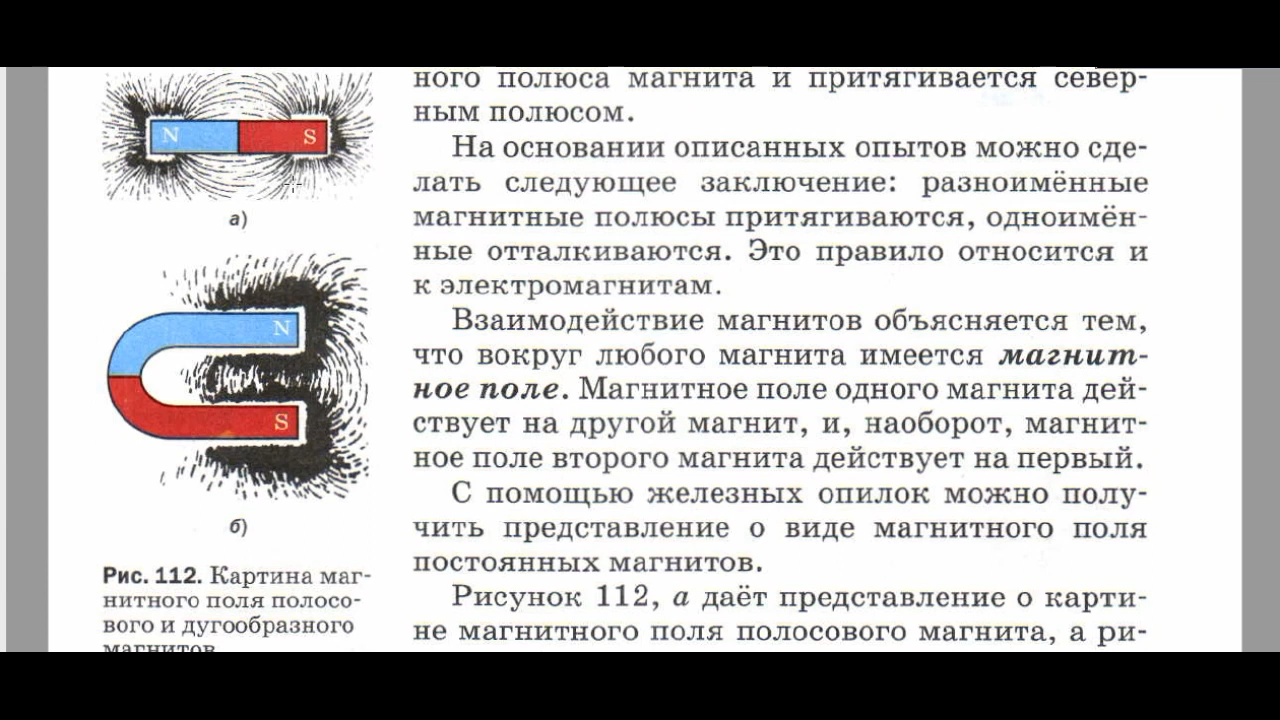 N
S
а)
N
S
б)
Рис. 112. Картина маг-
нитного поля полосо-
вого и дугообразного
магнитов
ного полюса магнита и притягивается север-
ным полюсом.
На основании описанных опытов можно сде-
лать следующее заключение: разноимённые
магнитные полюсы притягиваются, одноимён-
ные отталкиваются. Это правило относится и
к электромагнитам.
Взаимодействие магнитов объясняется тем,
что вокруг любого магнита имеется магнит-
ное поле. Магнитное поле одного магнита дей-
ствует на другой магнит, и, наоборот, магнит-
ное поле второго магнита действует на первый.
С помощью железных опилок можно полу-
чить представление о виде магнитного поля
постоянных магнитов.
Рисунок 112, а даёт представление о карти-
не магнитного поля полосового магнита, а ри-